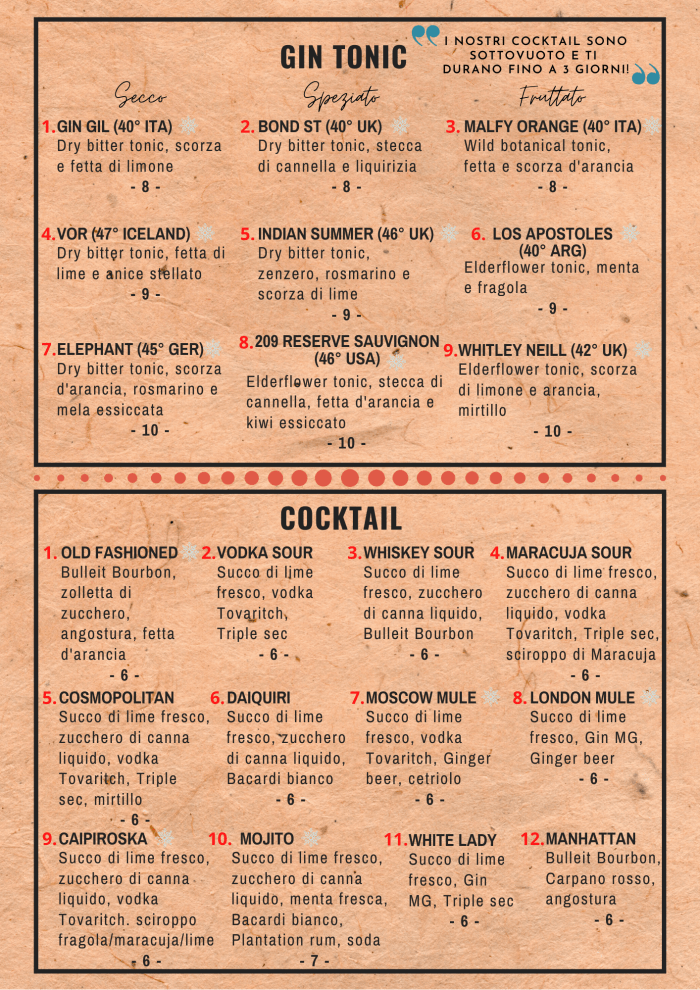 GIN TONIC
I NOSTRI COCKTAIL SONO
SOTTOVUOTO E TI
DURANO FINO A 3 GIORNI!
Secco
Speziato
Fruttato
1. GIN GIL (40° ITA)
Dry bitter tonic, scorza
e fetta di limone
- 8 -
2. BOND ST (40° UK)
Dry bitter tonic, stecca
di cannella e liquirizia
- 8 -
3. MALFY ORANGE (40° ITA)
Wild botanical tonic,
fetta e scorza d'arancia
- 8 -
4. VOR (47° ICELAND)
Dry bitter tonic, fetta di
lime e anice stellato
- 9 -
5. INDIAN SUMMER (46° UK)
Dry bitter tonic,
zenzero, rosmarino e
scorza di lime
- 9 -
6. LOS APOSTOLES
(40° ARG)
Elderflower tonic, menta
e fragola
- 9 -
7. ELEPHANT (45° GER)
Dry bitter tonic, scorza
d'arancia, rosmarino e
mela essiccata
- 10 -
8. 209 RESERVE SAUVIGNON
(46° USA)
Elderflower tonic, stecca di
cannella, fetta d'arancia e
kiwi essiccato
- 10 -
9. WHITLEY NEILL (42° UK)
Elderflower tonic, scorza
di limone e arancia,
mirtillo
- 10 -
COCKTAIL
1. OLD FASHIONED
Bulleit Bourbon,
zolletta di
zucchero,
angostura, fetta
d'arancia
- 6 -
2. VODKA SOUR
Succo di lime
fresco, vodka
Tovaritch,
Triple sec
- 6 -
3. WHISKEY SOUR
Succo di lime
fresco, zucchero
di canna liquido,
Bulleit Bourbon
- 6 -
4. MARACUJA SOUR
Succo di lime fresco,
zucchero di canna
liquido, vodka
Tovaritch, Triple sec,
sciroppo di Maracuja
- 6 -
5. COSMOPOLITAN
Succo di lime fresco,
zucchero di canna
liquido, vodka
Tovaritch, Triple
sec, mirtillo
- 6 -
6. DAIQUIRI
Succo di lime
fresco, zucchero
di canna liquido,
Bacardi bianco
- 6 -
7. MOSCOW MULE
Succo di lime
fresco, vodka
Tovaritch, Ginger
beer, cetriolo
- 6 -
8. LONDON MULE
Succo di lime
fresco, Gin MG,
Ginger beer
- 6 -
9. CAIPIROSKA
Succo di lime fresco,
zucchero di canna
liquido, vodka
Tovaritch. sciroppo
fragola/maracuja/lime
- 6 -
10. MOJITO
Succo di lime fresco,
zucchero di canna
liquido, menta fresca,
Bacardi bianco,
Plantation rum, soda
- 7 -
11. WHITE LADY
Succo di lime
fresco, Gin
MG, Triple sec
- 6 -
12. MANHATTAN
Bulleit Bourbon,
Carpano rosso,
angostura
- 6 -